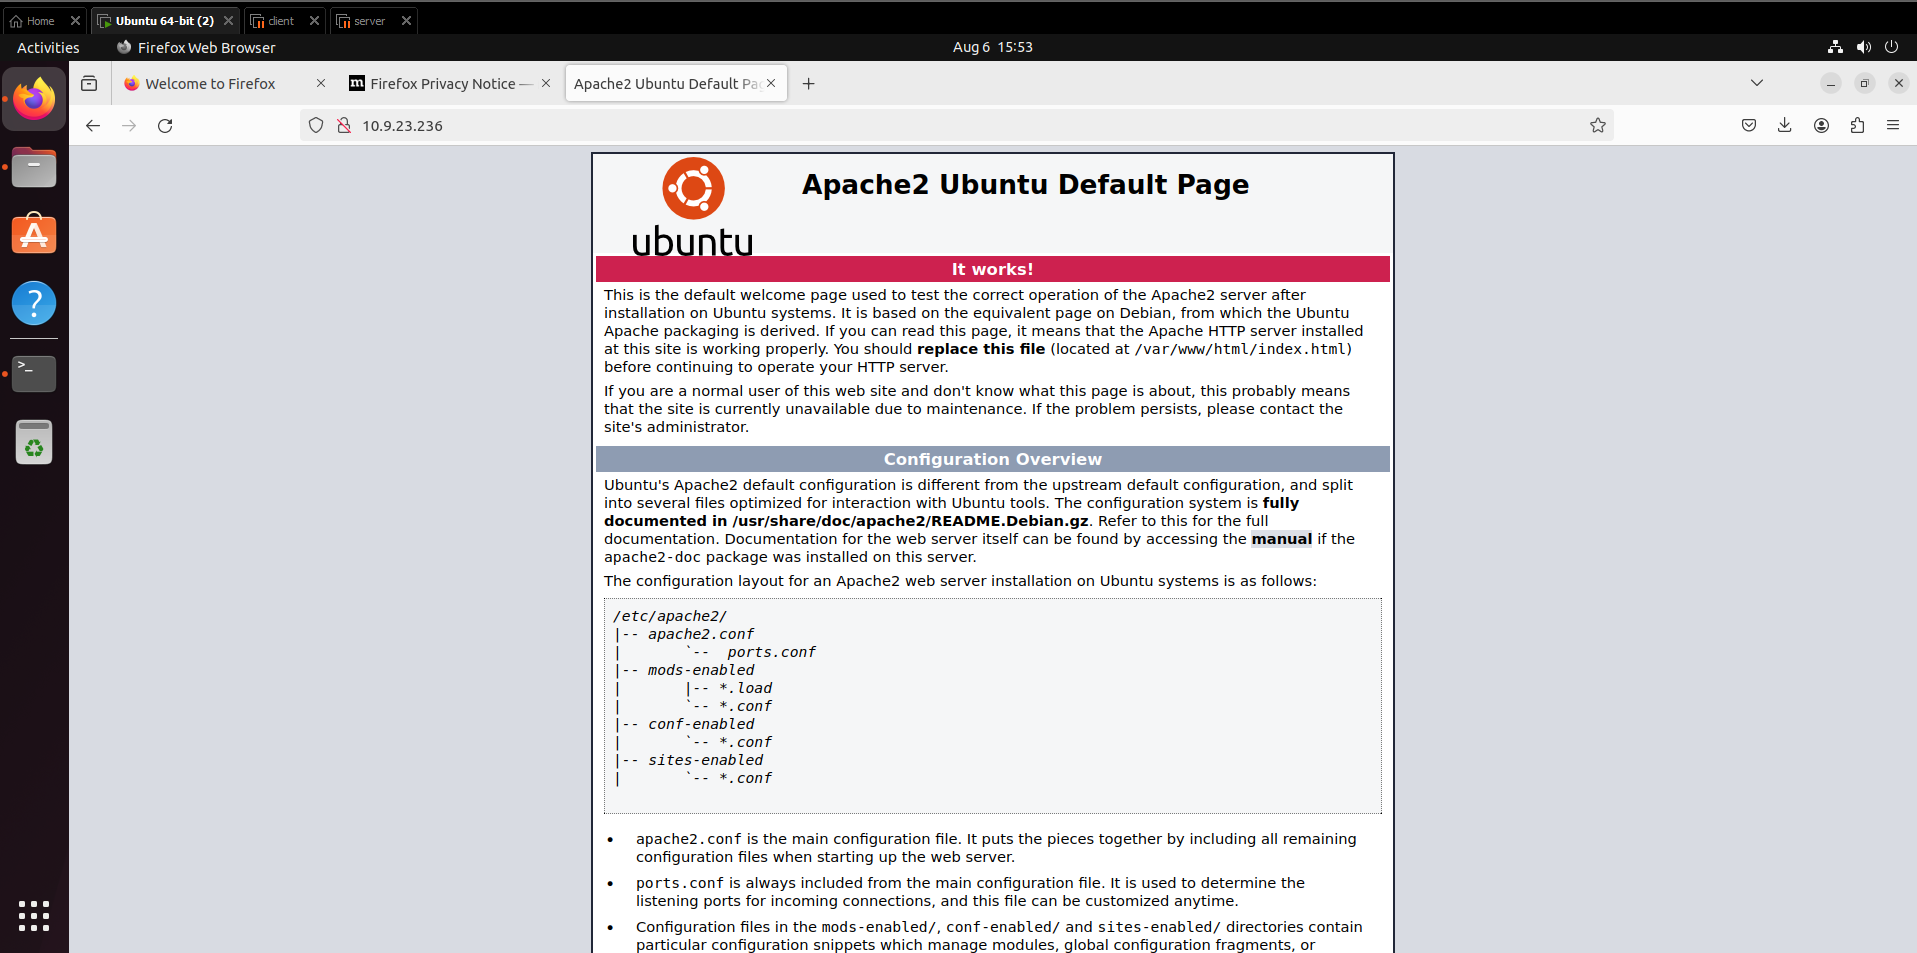 Home
Ubuntu 64-bit (2)
client
server
Activities
Firefox Web Browser
Aug 6 15:53
Welcome to Firefox
Firefox Privacy Notice —
Apache2 Ubuntu Default Pag
10.9.23.236
ubuntu
Apache2 Ubuntu Default Page
It works!
This is the default welcome page used to test the correct operation of the Apache2 server after
installation on Ubuntu systems. It is based on the equivalent page on Debian, from which the Ubuntu
Apache packaging is derived. If you can read this page, it means that the Apache HTTP server installed
at this site is working properly. You should replace this file (located at /var/www/html/index.html)
before continuing to operate your HTTP server.
If you are a normal user of this web site and don't know what this page is about, this probably means
that the site is currently unavailable due to maintenance. If the problem persists, please contact the
site's administrator.
Configuration Overview
Ubuntu's Apache2 default configuration is different from the upstream default configuration, and split
into several files optimized for interaction with Ubuntu tools. The configuration system is fully
documented in /usr/share/doc/apache2/README.Debian.gz. Refer to this for the full
documentation. Documentation for the web server itself can be found by accessing the manual if the
apache2-doc package was installed on this server.
The configuration layout for an Apache2 web server installation on Ubuntu systems is as follows:
/etc/apache2/
|-- apache2.conf
|       `--  ports.conf
|-- mods-enabled
|       |-- *.load
|       `-- *.conf
|-- conf-enabled
|       `-- *.conf
|-- sites-enabled
|       `-- *.conf
• apache2.conf is the main configuration file. It puts the pieces together by including all remaining
configuration files when starting up the web server.
• ports.conf is always included from the main configuration file. It is used to determine the
listening ports for incoming connections, and this file can be customized anytime.
• Configuration files in the mods-enabled/, conf-enabled/ and sites-enabled/ directories contain
particular configuration snippets which manage modules, global configuration fragments, or